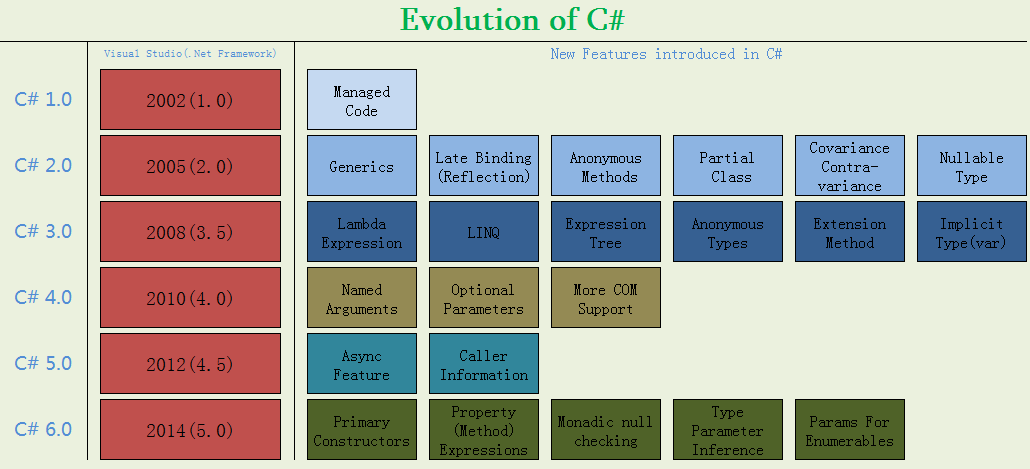 Evolution of C#
Visual Studio(.Net Framework)
New Features introduced in C#
C# 1.0
2002(1.0)
Managed
Code
C# 2.0
2005(2.0)
Generics
Late Binding
(Reflection)
Anonymous
Methods
Partial
Class
Covariance
Contra-
variance
Nullable
Type
C# 3.0
2008(3.5)
Lambda
Expression
LINQ
Expression
Tree
Anonymous
Types
Extension
Method
Implicit
Type(var)
C# 4.0
2010(4.0)
Named
Arguments
Optional
Parameters
More COM
Support
C# 5.0
2012(4.5)
Async
Feature
Caller
Information
C# 6.0
2014(5.0)
Primary
Constructors
Property
(Method)
Expressions
Monadic null
checking
Type
Parameter
Inference
Params For
Enumerables